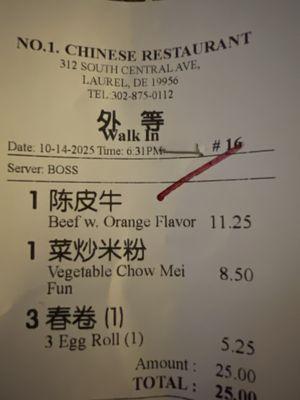 NO.1. CHINESE RESTAURANT
312 SOUTH CENTRAL AVE,
LAUREL, DE 19956
TEL 302-875-0112
外 等
Walk In
Date: 10-14-2025 Time: 6:31PM # 16
Server: BOSS
1 陈皮牛
Beef w. Orange Flavor 11.25
1 菜炒米粉
Vegetable Chow Mei Fun 8.50
3 春卷 (1)
3 Egg Roll (1) 5.25
Amount : 25.00
TOTAL : 25.00